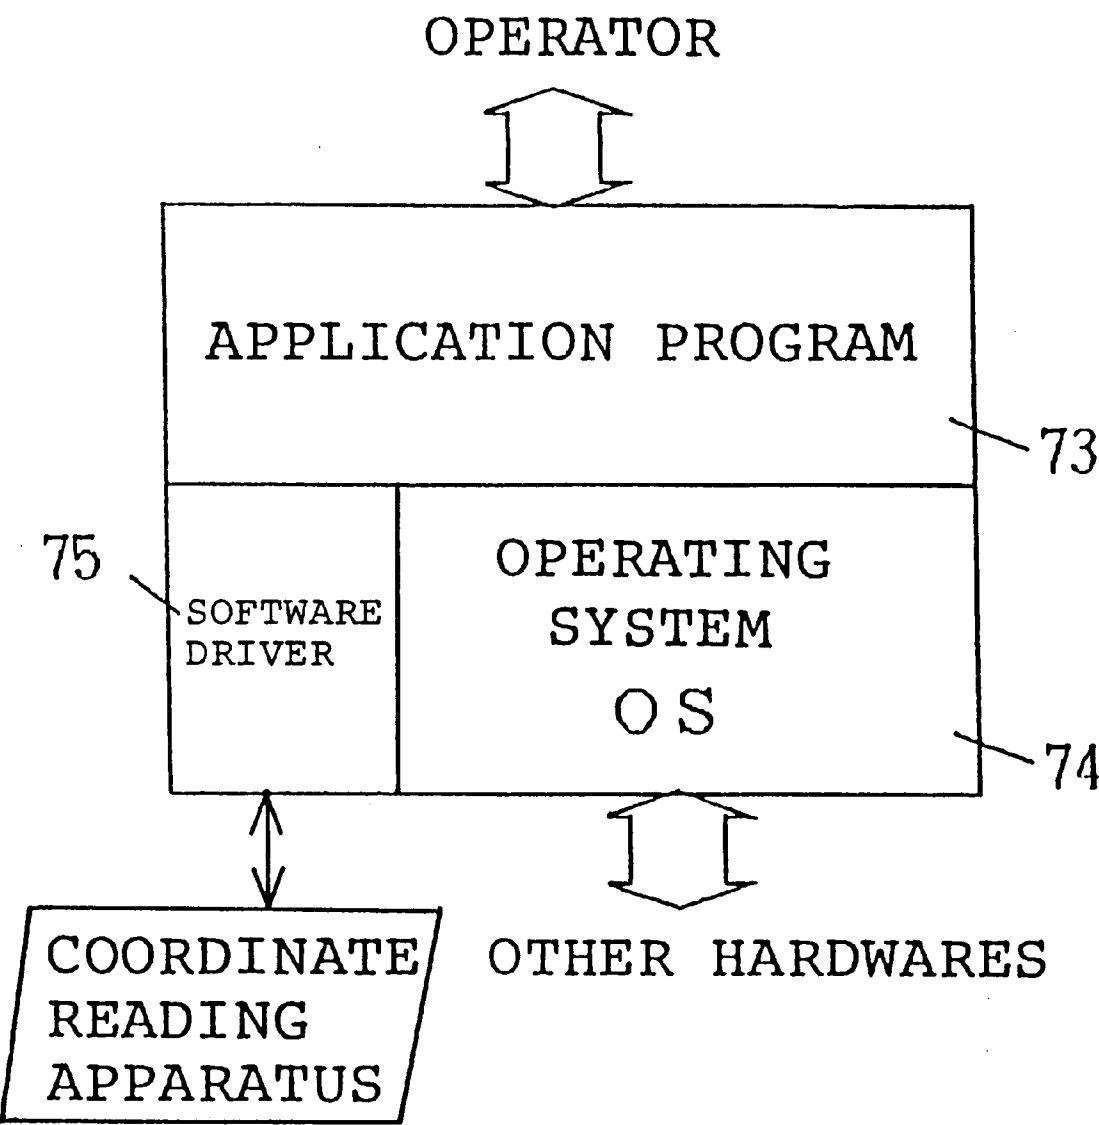 OPERATOR
APPLICATION PROGRAM
73
75
SOFTWARE
DRIVER
OPERATING
SYSTEM
OS
74
COORDINATE
READING
APPARATUS
OTHER HARDWARES